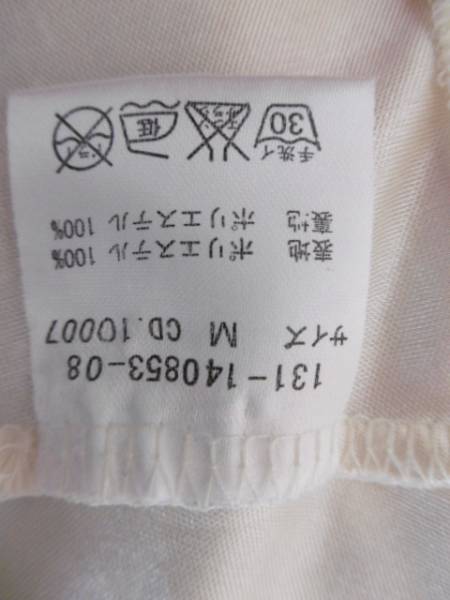 131-140853-08
サイズ M CD.10007
表地 ポリエステル 100%
裏地 ポリエステル 100%
手洗イ
30
低